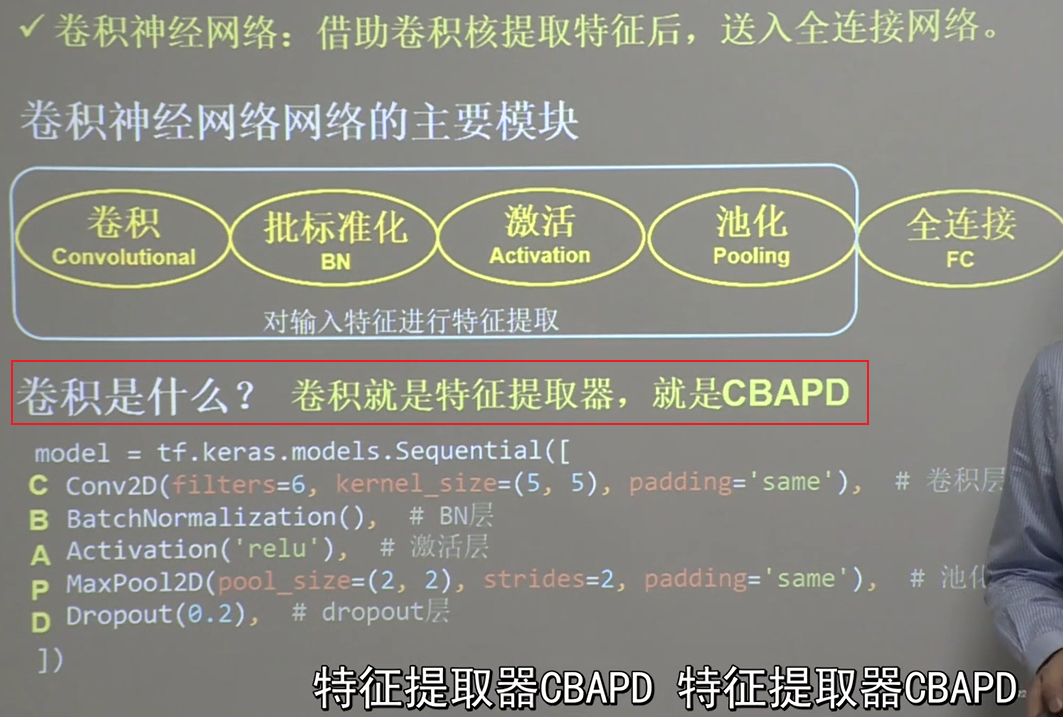 ✓ 卷积神经网络：借助卷积核提取特征后，送入全连接网络。
卷积神经网络网络的主要模块
卷积 批标准化 激活 池化 全连接
Convolutional BN Activation Pooling FC
对输入特征进行特征提取
卷积是什么？ 卷积就是特征提取器，就是CBAPD
model = tf.keras.models.Sequential([
C Conv2D(filters=6, kernel_size=(5, 5), padding='same'), # 卷积层
B BatchNormalization(), # BN层
A Activation('relu'), # 激活层
P MaxPool2D(pool_size=(2, 2), strides=2, padding='same'), # 池化
D Dropout(0.2), # dropout层
])
特征提取器CBAPD 特征提取器CBAPD